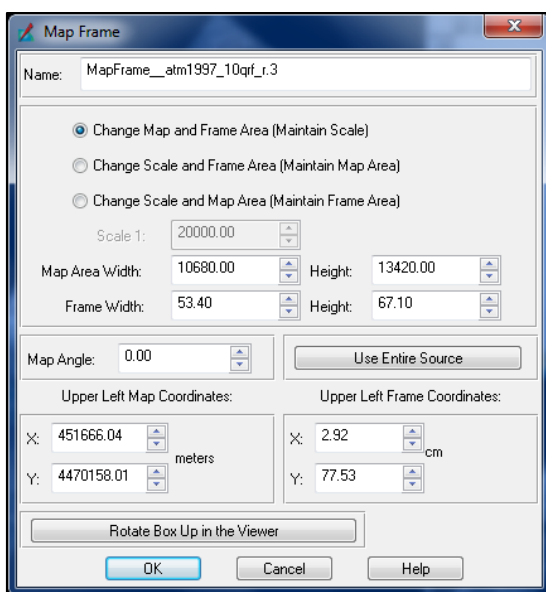 Map Frame
Name: MapFrame__atm1997_10qrf_r.3
Change Map and Frame Area (Maintain Scale)
Change Scale and Frame Area (Maintain Map Area)
Change Scale and Map Area (Maintain Frame Area)
Scale 1: 20000.00
Map Area Width: 10680.00 Height: 13420.00
Frame Width: 53.40 Height: 67.10
Map Angle: 0.00 Use Entire Source
Upper Left Map Coordinates: Upper Left Frame Coordinates:
X: 451666.04 X: 2.92
meters cm
Y: 4470158.01 Y: 77.53
Rotate Box Up in the Viewer
OK Cancel Help